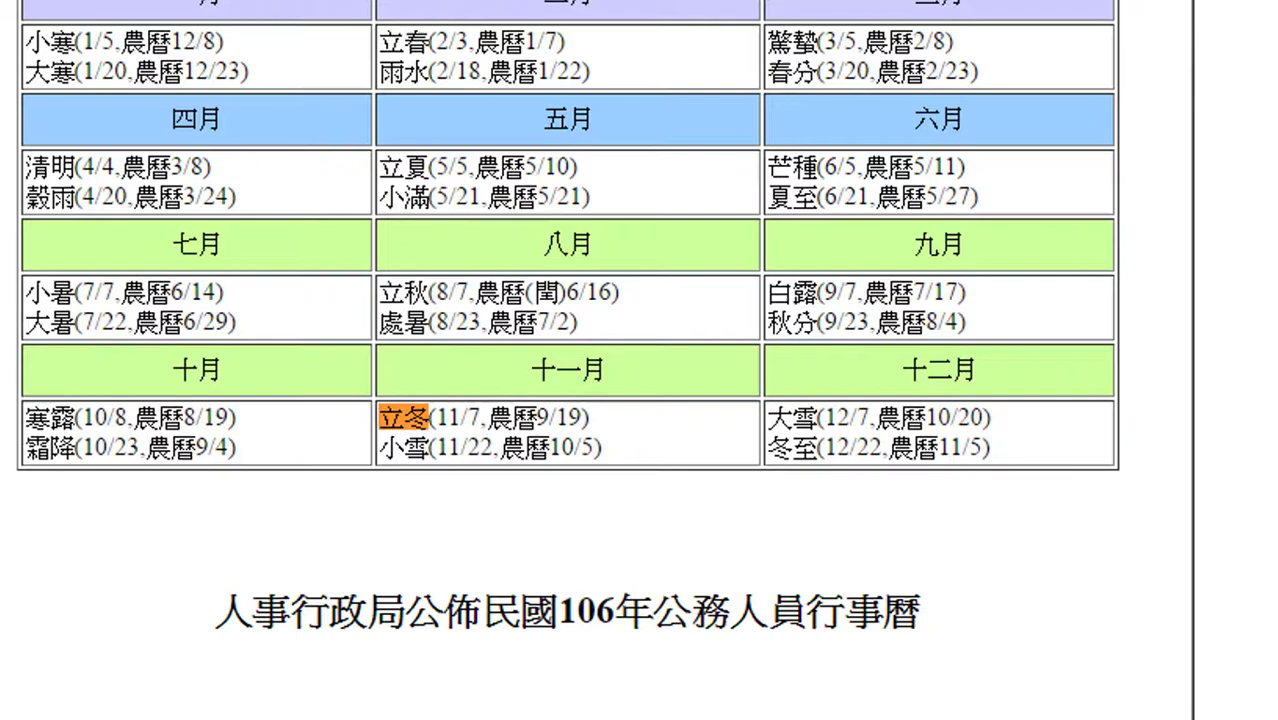 小寒(1/5,農曆12/8)
大寒(1/20,農曆12/23)
立春(2/3,農曆1/7)
雨水(2/18,農曆1/22)
驚蟄(3/5,農曆2/8)
春分(3/20,農曆2/23)
四月
五月
六月
清明(4/4,農曆3/8)
穀雨(4/20,農曆3/24)
立夏(5/5,農曆5/10)
小滿(5/21,農曆5/21)
芒種(6/5,農曆5/11)
夏至(6/21,農曆5/27)
七月
八月
九月
小暑(7/7,農曆6/14)
大暑(7/22,農曆6/29)
立秋(8/7,農曆(閏)6/16)
處暑(8/23,農曆7/2)
白露(9/7,農曆7/17)
秋分(9/23,農曆8/4)
十月
十一月
十二月
寒露(10/8,農曆8/19)
霜降(10/23,農曆9/4)
立冬(11/7,農曆9/19)
小雪(11/22,農曆10/5)
大雪(12/7,農曆10/20)
冬至(12/22,農曆11/5)
人事行政局公佈民國106年公務人員行事曆